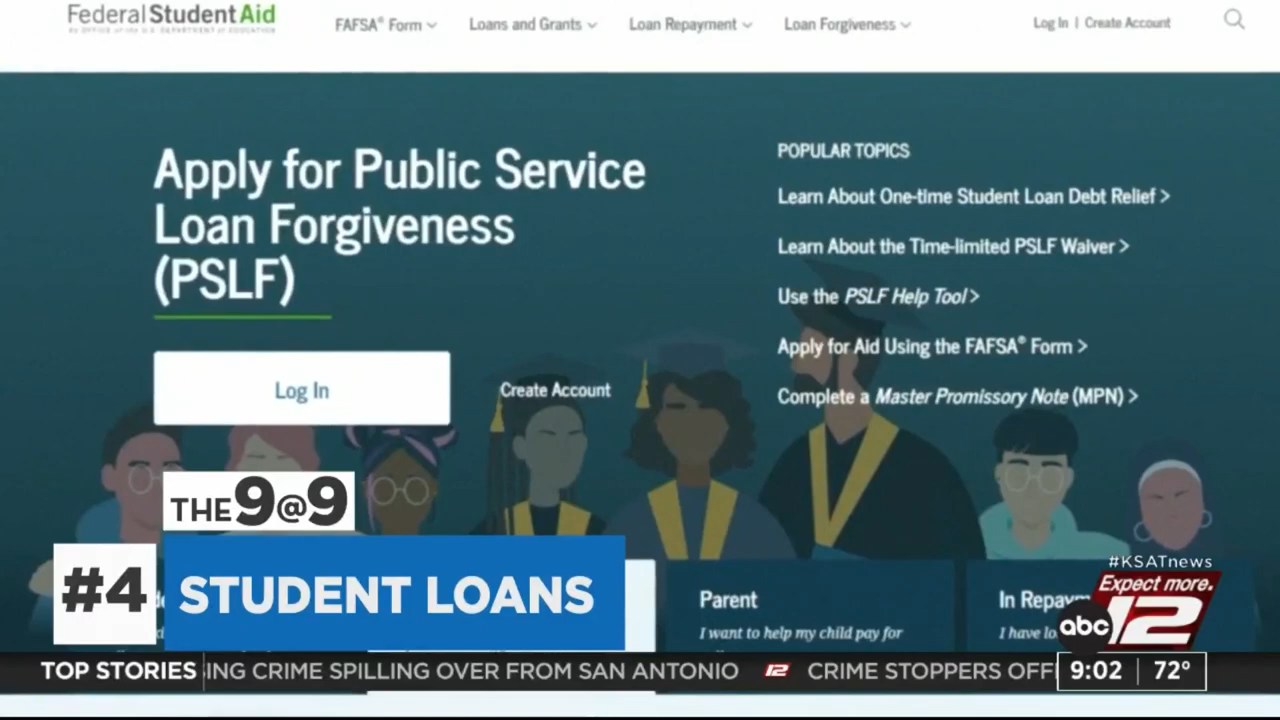 Federal Student Aid
FAFSA® Form
Loans and Grants
Loan Repayment
Loan Forgiveness
Log In | Create Account
Apply for Public Service
Loan Forgiveness
(PSLF)
Log In
Create Account
POPULAR TOPICS
Learn About One-time Student Loan Debt Relief >
Learn About the Time-limited PSLF Waiver >
Use the PSLF Help Tool >
Apply for Aid Using the FAFSA® Form >
Complete a Master Promissory Note (MPN) >
THE 9@9
#4
STUDENT LOANS
Parent
I want to help my child pay for
In Repaym
I have lo
#KSATnews
Expect more.
abc 12
TOP STORIES
ING CRIME SPILLING OVER FROM SAN ANTONIO 12 CRIME STOPPERS OFF
9:02 72°